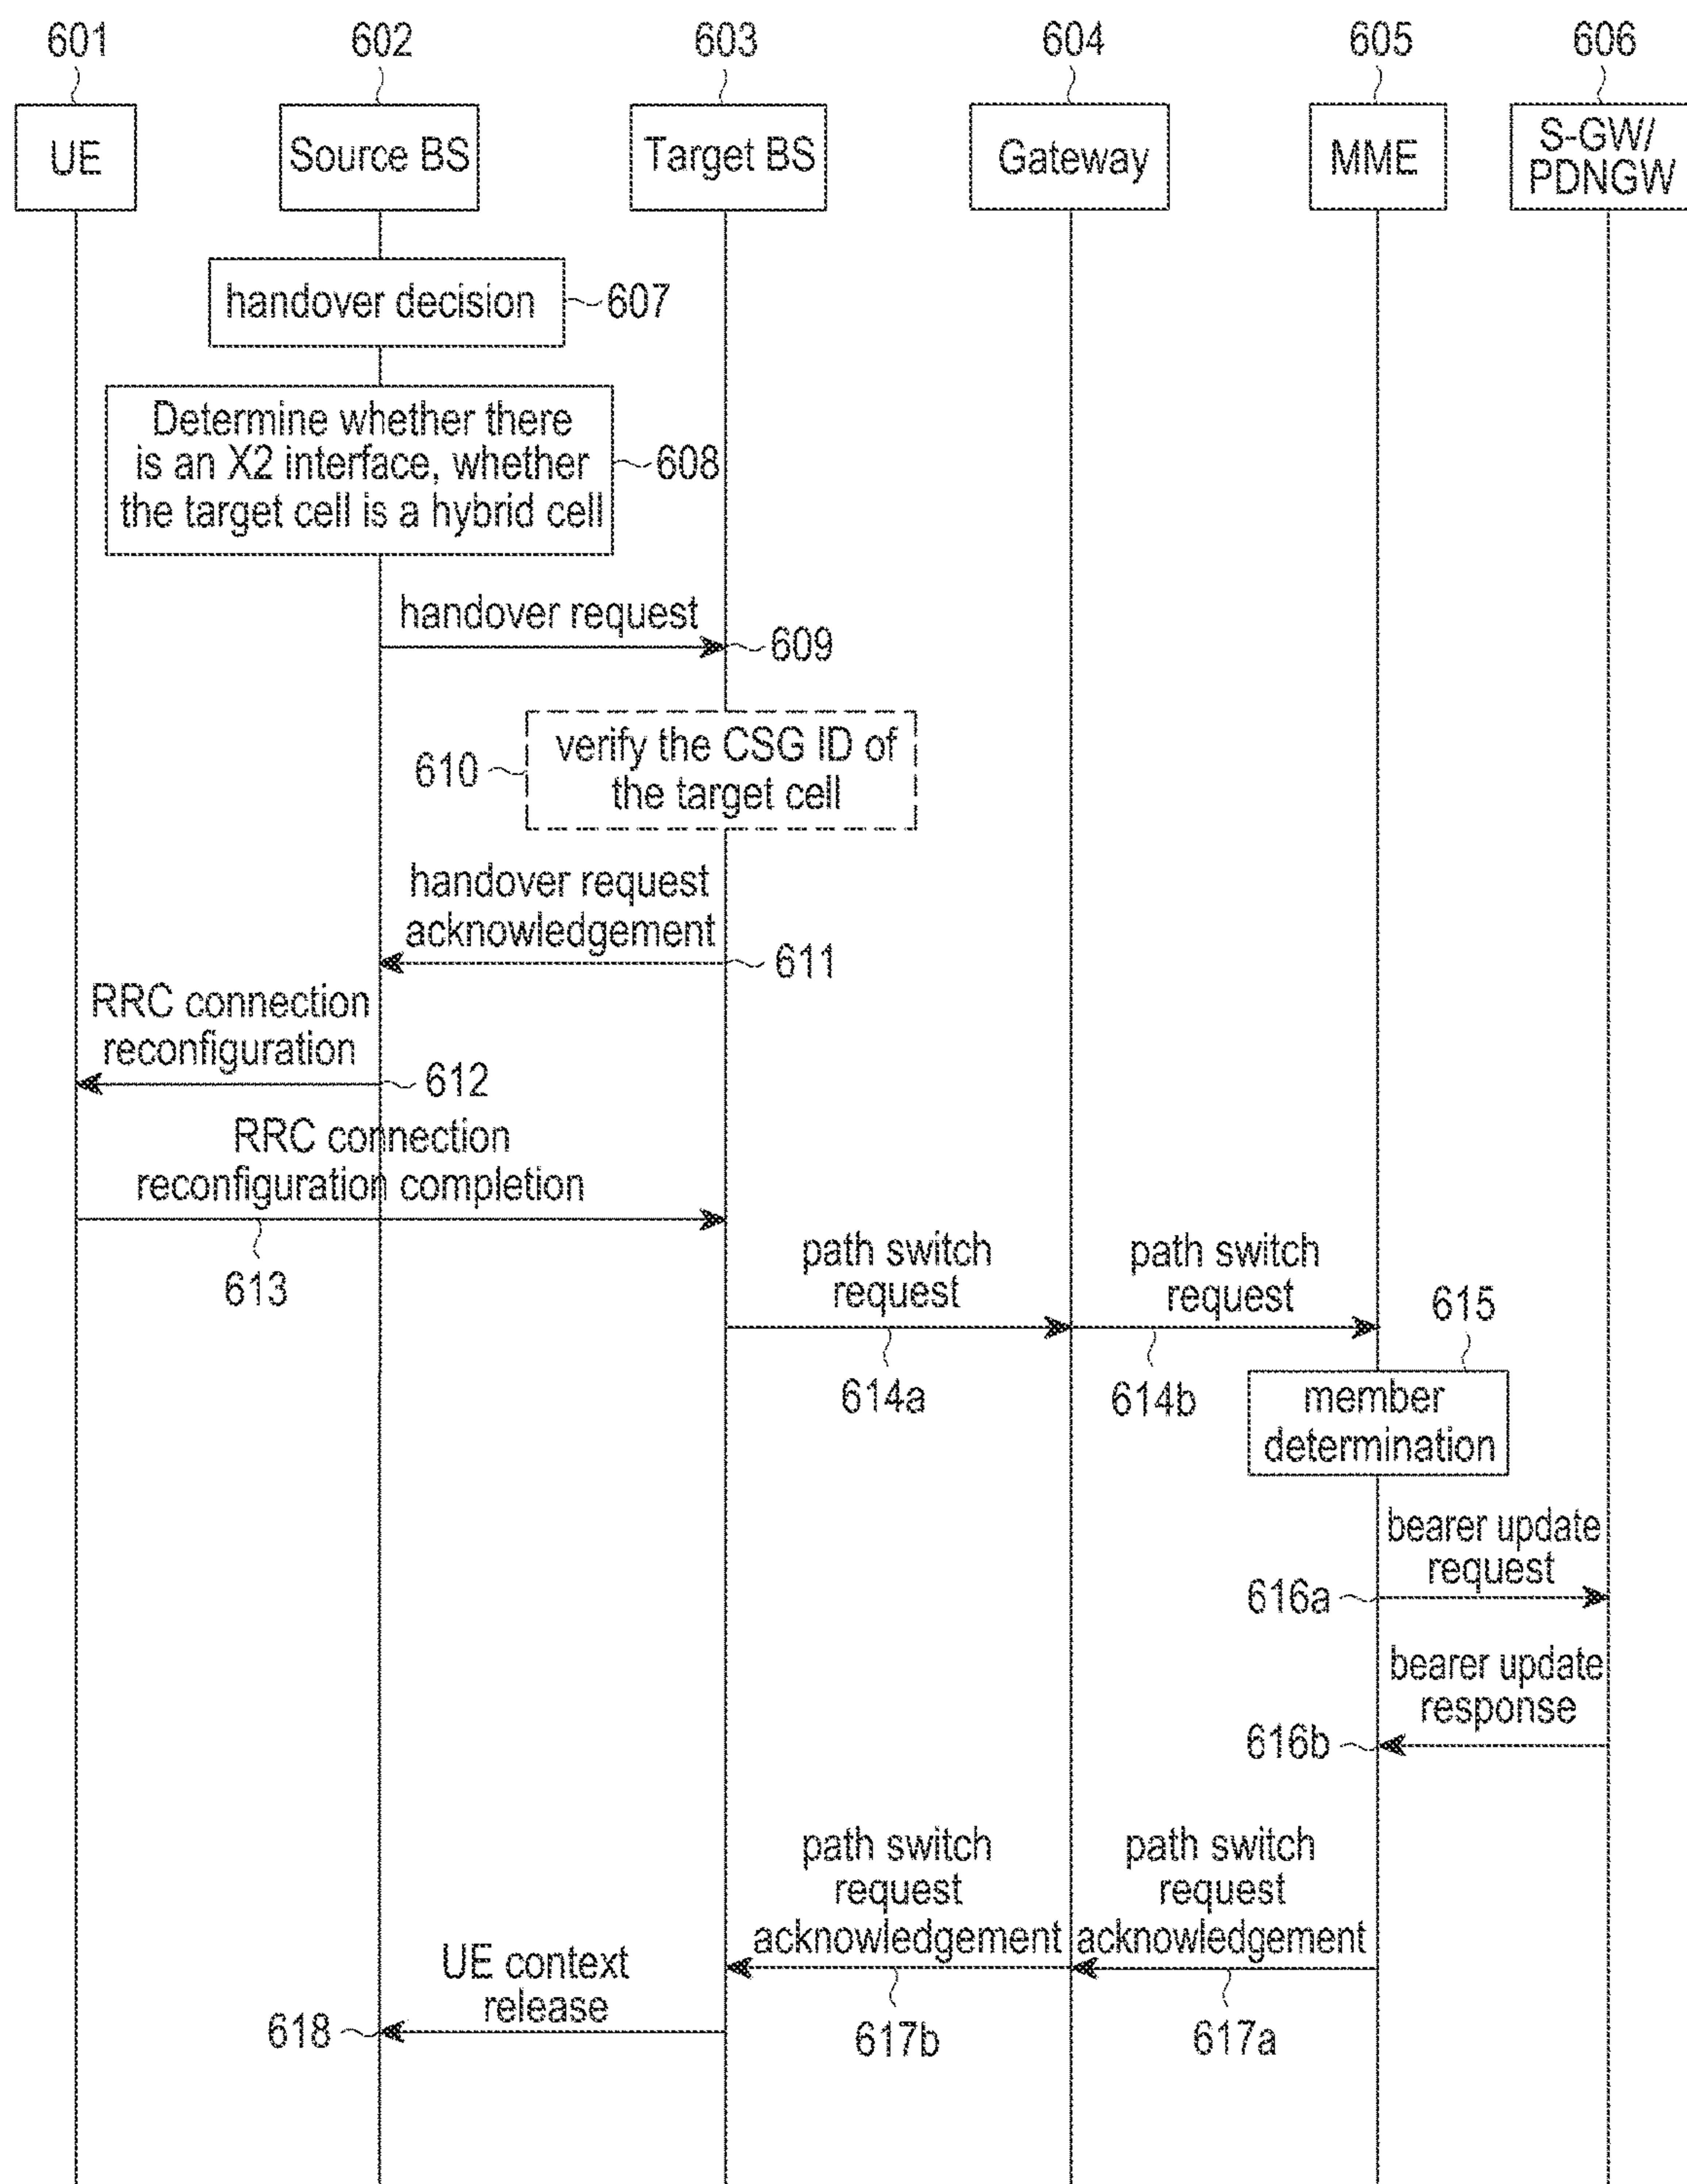 601
602
603
604
605
606
UE
Source BS
Target BS
Gateway
MME
S-GW/
PDNGW
handover decision
607
Determine whether there
is an X2 interface, whether
the target cell is a hybrid cell
608
handover request
609
verify the CSG ID of
the target cell
610
handover request
acknowledgement
611
RRC connection
reconfiguration
612
RRC connection
reconfiguration completion
613
path switch
request
614a
path switch
request
614b
615
member
determination
bearer update
request
616a
bearer update
response
616b
path switch
request
acknowledgement
617b
path switch
request
acknowledgement
617a
UE context
release
618